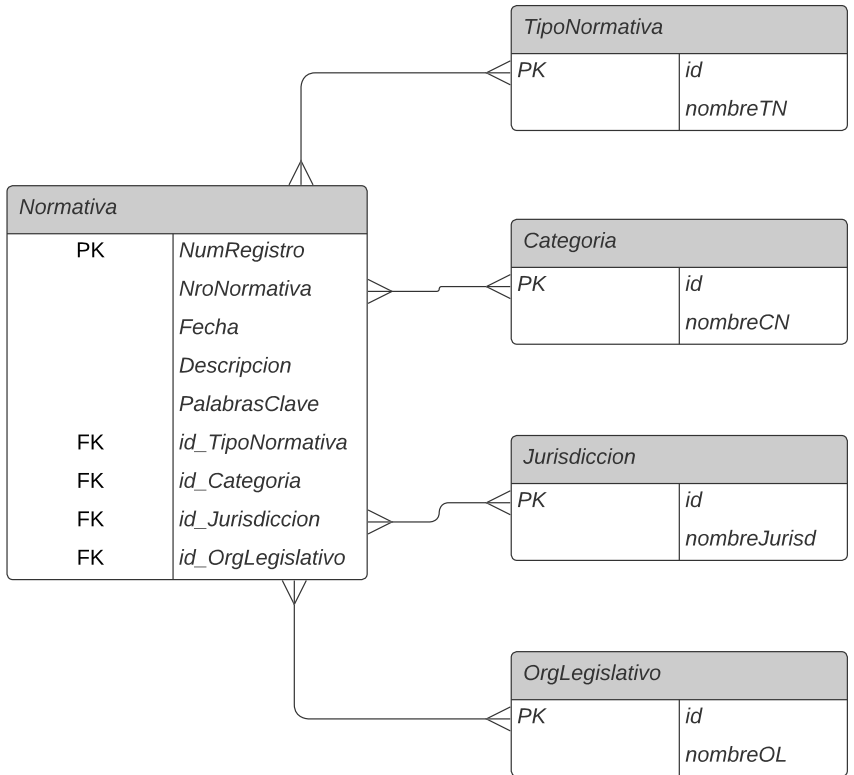 TipoNormativa
PK id
nombreTN
Normativa
PK NumRegistro
NroNormativa
Fecha
Descripcion
PalabrasClave
FK id_TipoNormativa
FK id_Categoria
FK id_Jurisdiccion
FK id_OrgLegislativo
Categoria
PK id
nombreCN
Jurisdiccion
PK id
nombreJurisd
OrgLegislativo
PK id
nombreOL